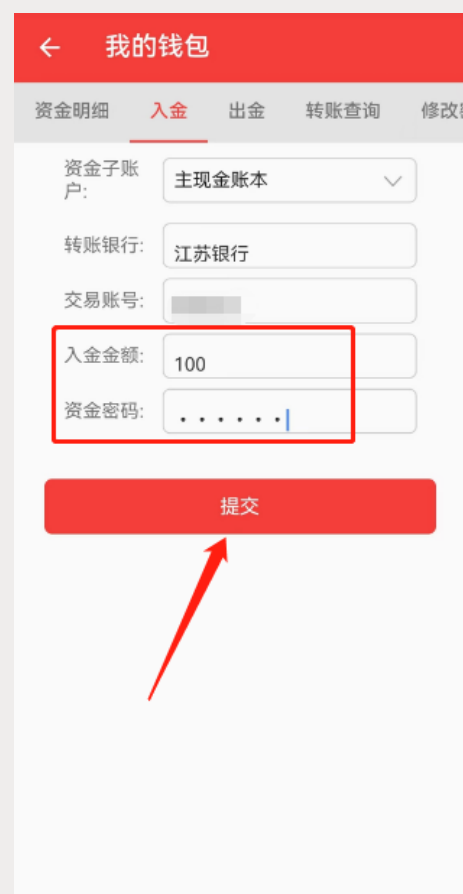 我的钱包
资金明细 入金 出金 转账查询 修改
资金子账
户: 主现金账本
转账银行: 江苏银行
交易账号:
入金金额: 100
资金密码: ······
提交